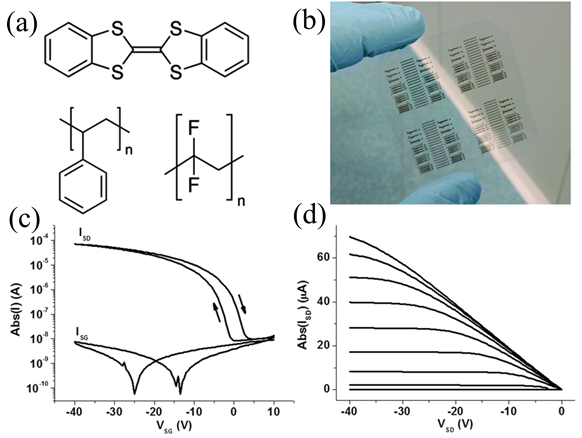 (a)
S S
S S
n
F
F
n
(b)
(c)
I_SD
I_SG
Abs(I) (A)
10^-4
10^-5
10^-6
10^-7
10^-8
10^-9
10^-10
-40 -30 -20 -10 0 10
V_SG (V)
(d)
Abs(I_SD) (μA)
60
40
20
0
-40 -30 -20 -10 0
V_SD (V)